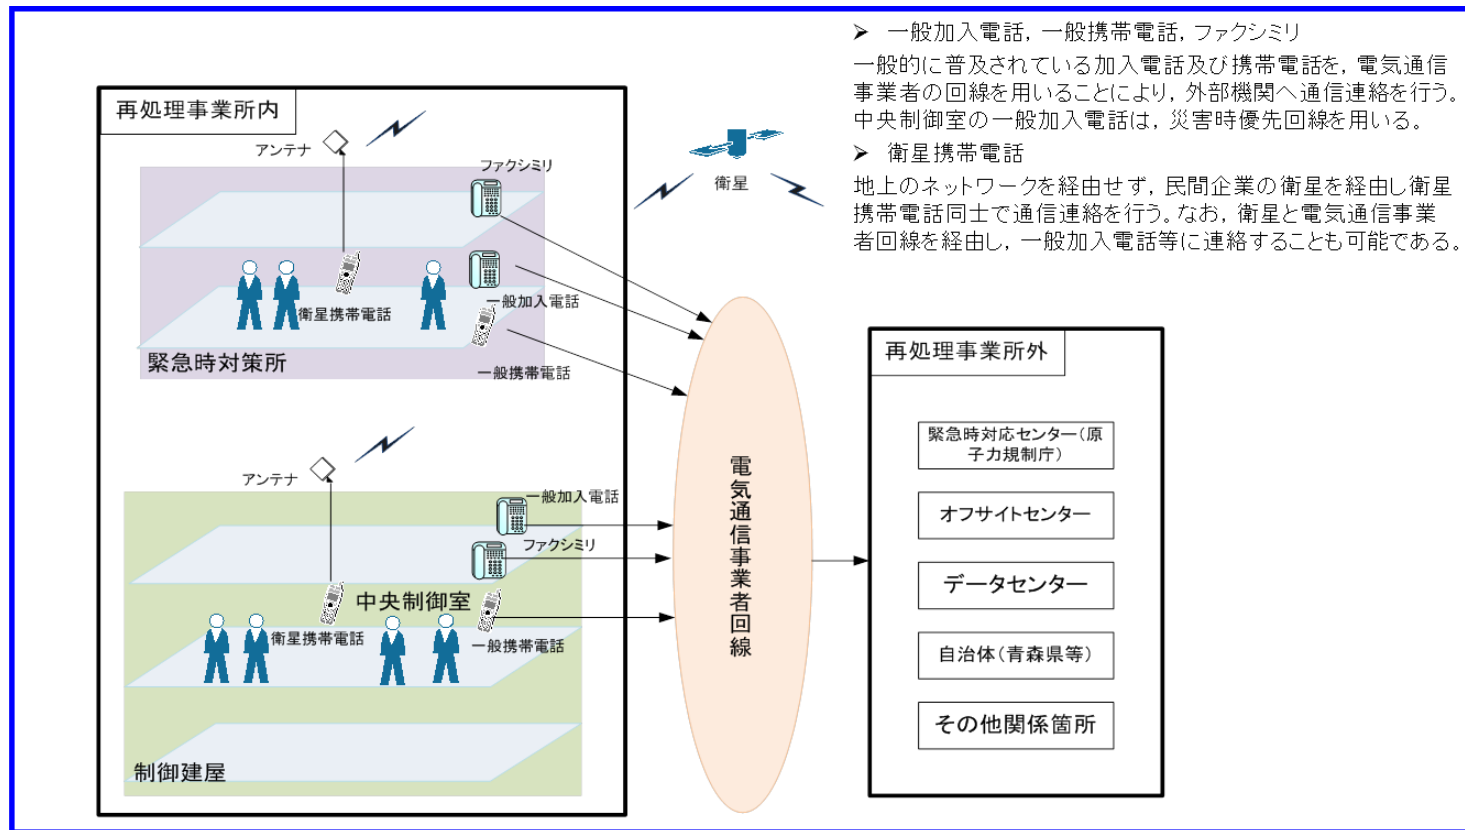 ➢ 一般加入電話，一般携帯電話，ファクシミリ
一般的に普及されている加入電話及び携帯電話を，電気通信
事業者の回線を用いることにより，外部機関へ通信連絡を行う。
中央制御室の一般加入電話は，災害時優先回線を用いる。
➢ 衛星携帯電話
地上のネットワークを経由せず，民間企業の衛星を経由し衛星
携帯電話同士で通信連絡を行う。なお，衛星と電気通信事業
者回線を経由し，一般加入電話等に連絡することも可能である。
再処理事業所内
アンテナ
ファクシミリ
衛星
一般加入電話
衛星携帯電話
緊急時対策所
一般携帯電話
アンテナ
一般加入電話
ファクシミリ
中央制御室
衛星携帯電話
一般携帯電話
制御建屋
電気通信事業者回線
再処理事業所外
緊急時対応センター（原
子力規制庁）
オフサイトセンター
データセンター
自治体（青森県等）
その他関係箇所